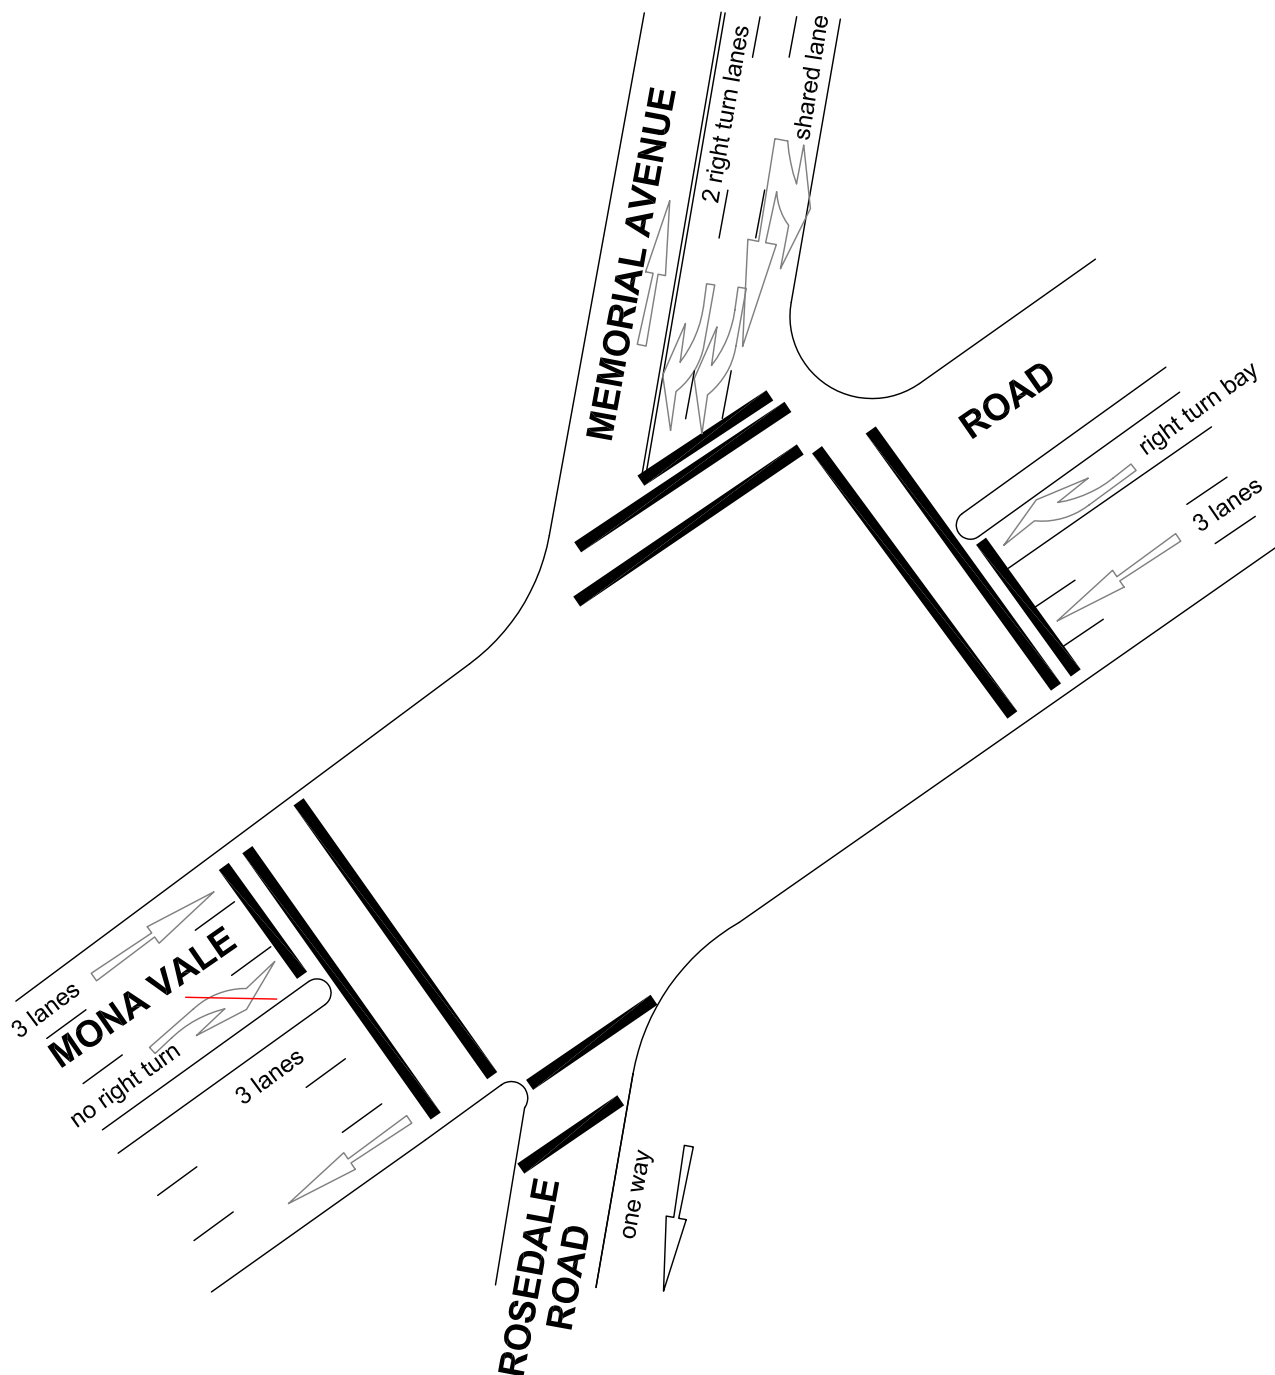 MEMORIAL AVENUE
2 right turn lanes
shared lane
ROAD
right turn bay
3 lanes
3 lanes
MONA VALE
no right turn
3 lanes
ROSEDALE
ROAD
one way